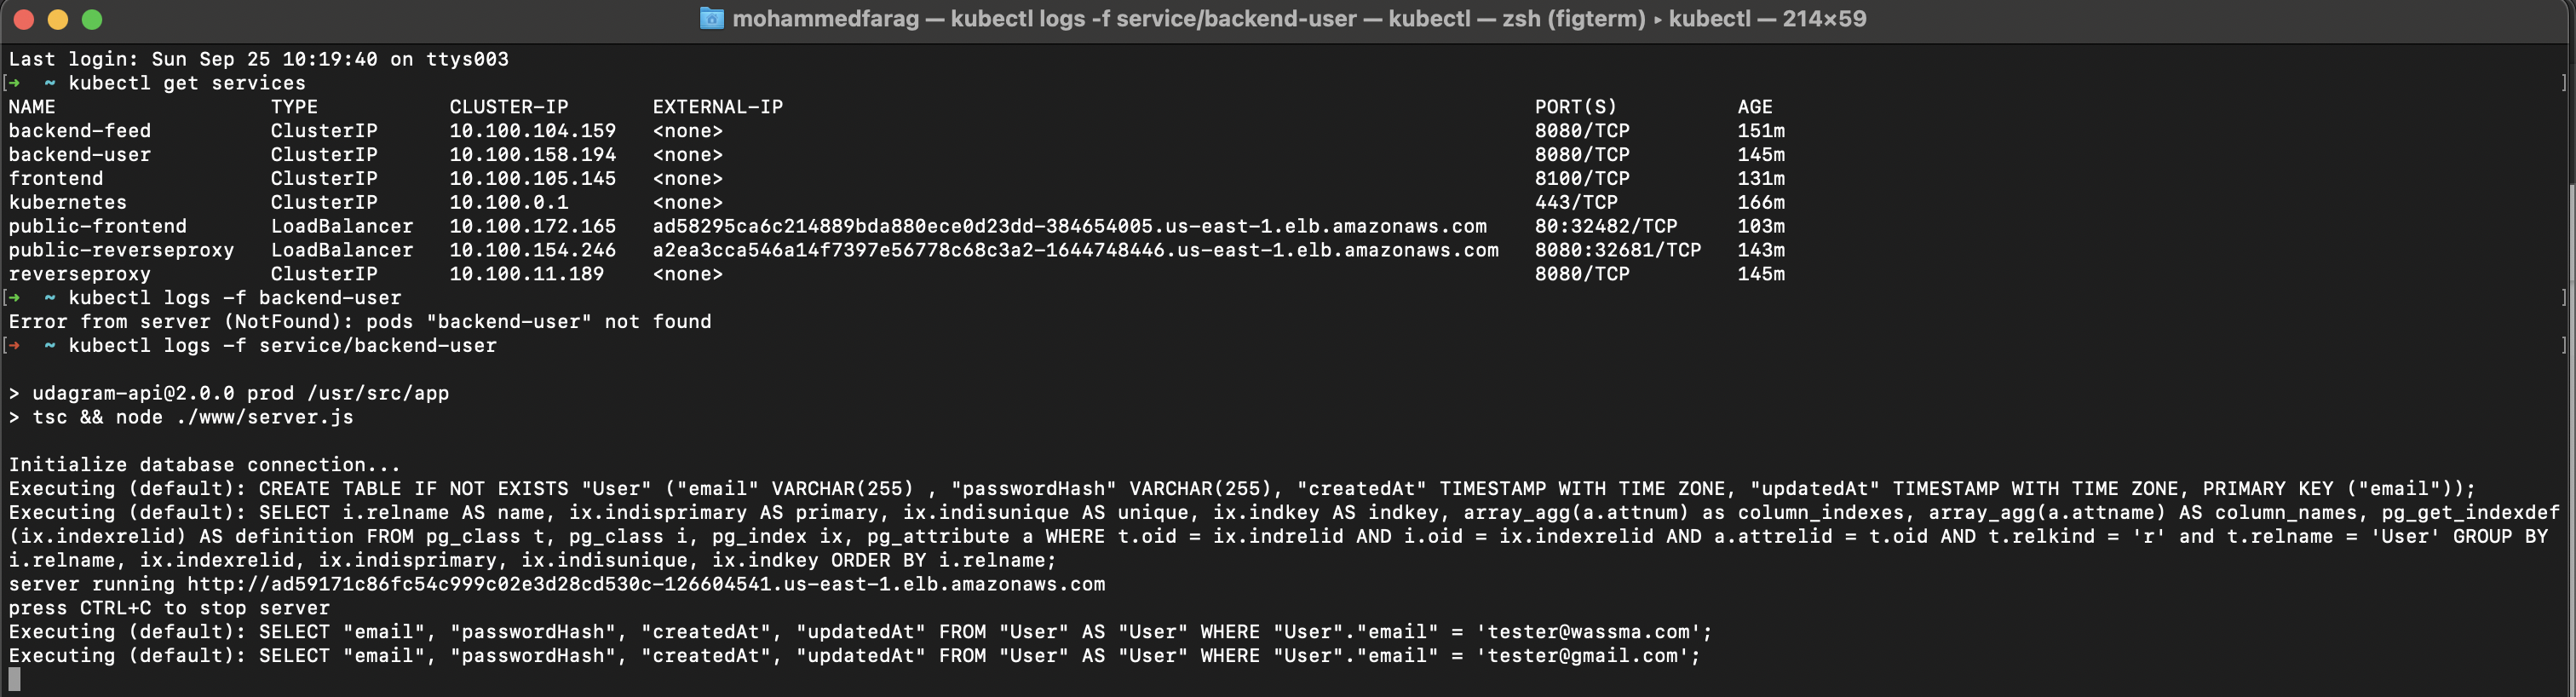 mohammedfarag — kubectl logs -f service/backend-user — kubectl — zsh (figterm) ▸ kubectl — 214×59
Last login: Sun Sep 25 10:19:40 on ttys003
[➜  ~ kubectl get services ]
NAME                  TYPE           CLUSTER-IP       EXTERNAL-IP                                                               PORT(S)          AGE
backend-feed          ClusterIP      10.100.104.159   <none>                                                                    8080/TCP         151m
backend-user          ClusterIP      10.100.158.194   <none>                                                                    8080/TCP         145m
frontend              ClusterIP      10.100.105.145   <none>                                                                    8100/TCP         131m
kubernetes            ClusterIP      10.100.0.1       <none>                                                                    443/TCP          166m
public-frontend       LoadBalancer   10.100.172.165   ad58295ca6c214889bda880ece0d23dd-384654005.us-east-1.elb.amazonaws.com    80:32482/TCP     103m
public-reverseproxy   LoadBalancer   10.100.154.246   a2ea3cca546a14f7397e56778c68c3a2-1644748446.us-east-1.elb.amazonaws.com   8080:32681/TCP   143m
reverseproxy          ClusterIP      10.100.11.189    <none>                                                                    8080/TCP         145m
[➜  ~ kubectl logs -f backend-user ]
Error from server (NotFound): pods "backend-user" not found
[➜  ~ kubectl logs -f service/backend-user ]
> udagram-api@2.0.0 prod /usr/src/app
> tsc && node ./www/server.js
Initialize database connection...
Executing (default): CREATE TABLE IF NOT EXISTS "User" ("email" VARCHAR(255) , "passwordHash" VARCHAR(255), "createdAt" TIMESTAMP WITH TIME ZONE, "updatedAt" TIMESTAMP WITH TIME ZONE, PRIMARY KEY ("email"));
Executing (default): SELECT i.relname AS name, ix.indisprimary AS primary, ix.indisunique AS unique, ix.indkey AS indkey, array_agg(a.attnum) as column_indexes, array_agg(a.attname) AS column_names, pg_get_indexdef
(ix.indexrelid) AS definition FROM pg_class t, pg_class i, pg_index ix, pg_attribute a WHERE t.oid = ix.indrelid AND i.oid = ix.indexrelid AND a.attrelid = t.oid AND t.relkind = 'r' and t.relname = 'User' GROUP BY
i.relname, ix.indexrelid, ix.indisprimary, ix.indisunique, ix.indkey ORDER BY i.relname;
server running http://ad59171c86fc54c999c02e3d28cd530c-126604541.us-east-1.elb.amazonaws.com
press CTRL+C to stop server
Executing (default): SELECT "email", "passwordHash", "createdAt", "updatedAt" FROM "User" AS "User" WHERE "User"."email" = 'tester@wassma.com';
Executing (default): SELECT "email", "passwordHash", "createdAt", "updatedAt" FROM "User" AS "User" WHERE "User"."email" = 'tester@gmail.com';